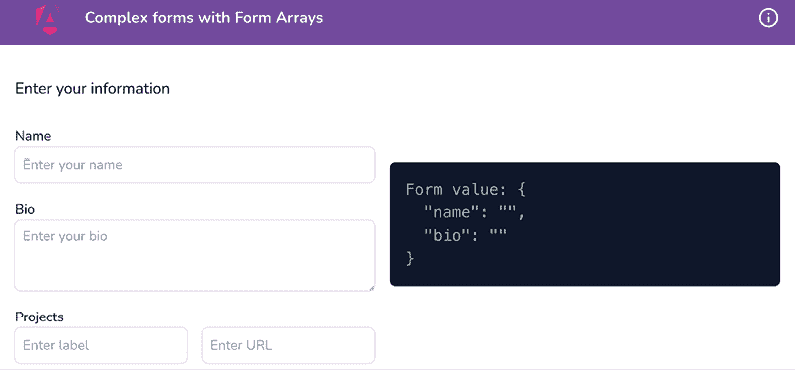 Complex forms with Form Arrays
Enter your information
Name
Enter your name
Bio
Enter your bio
Projects
Enter label
Enter URL
Form value: {
"name": "",
"bio": ""
}